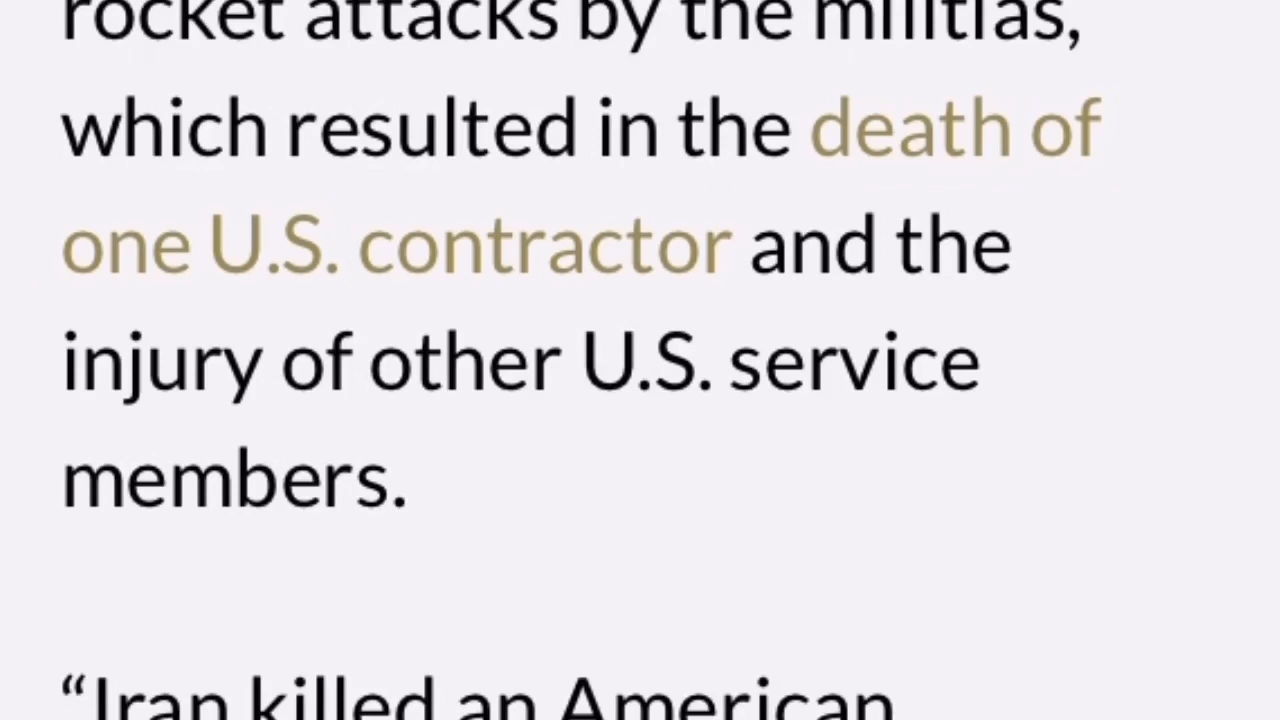 rocket attacks by the militias,
which resulted in the death of
one U.S. contractor and the
injury of other U.S. service
members.
“Iran killed an American